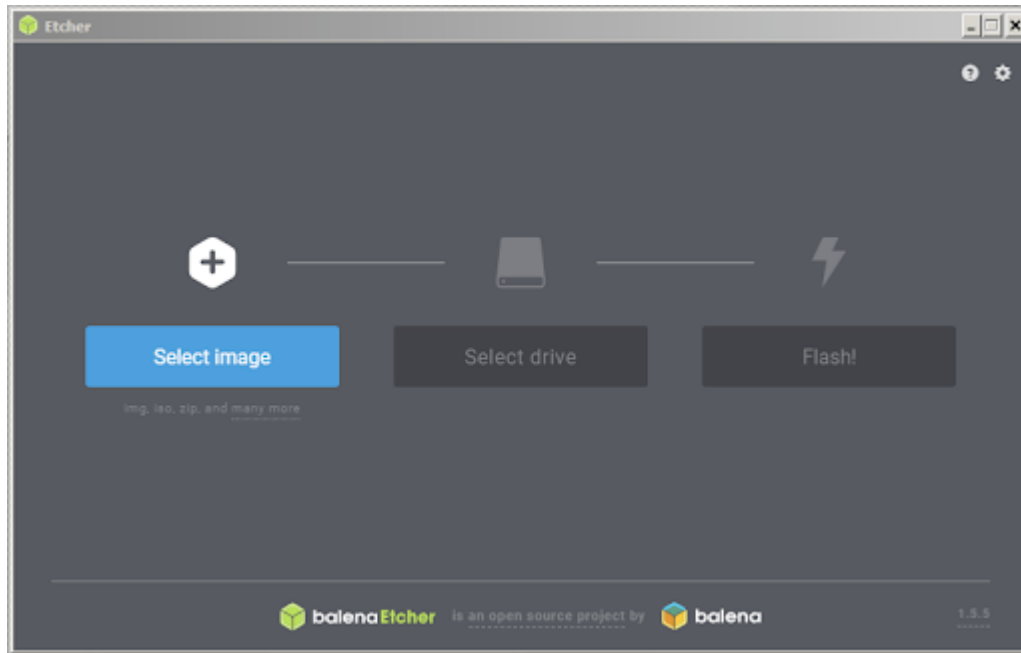 Etcher
Select image
Select drive
Flash!
img, iso, zip, and many more
balenaEtcher is an open source project by balena
1.5.5